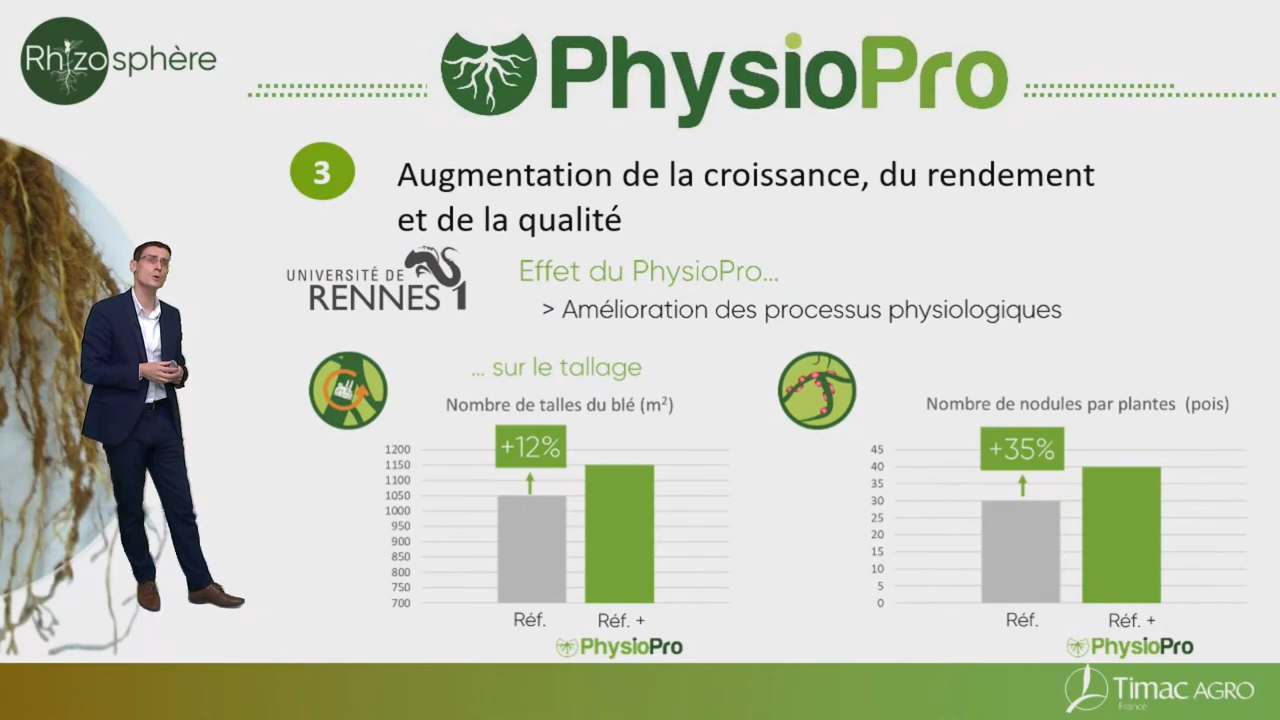 Rhizosphère
PhysioPro
3
Augmentation de la croissance, du rendement
et de la qualité
UNIVERSITÉ DE
RENNES 1
Effet du PhysioPro...
> Amélioration des processus physiologiques
... sur le tallage
Nombre de talles du blé (m²)
+12%
1200
1150
1100
1050
1000
950
900
850
800
750
700
Réf.
Réf. +
PhysioPro
Nombre de nodules par plantes (pois)
+35%
45
40
35
30
25
20
15
10
5
0
Réf.
Réf. +
PhysioPro
Timac AGRO
France